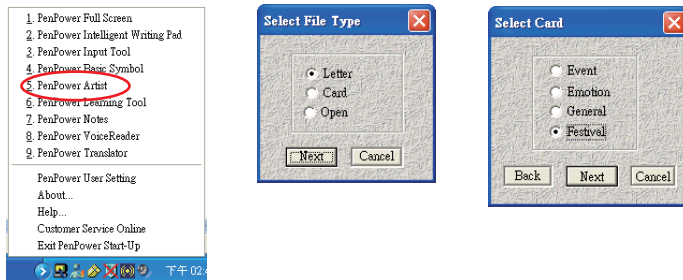 1. PenPower Full Screen
2. PenPower Intelligent Writing Pad
3. PenPower Input Tool
4. PenPower Basic Symbol
5. PenPower Artist
6. PenPower Learning Tool
7. PenPower Notes
8. PenPower VoiceReader
9. PenPower Translator
PenPower User Setting
About...
Help...
Customer Service Online
Exit PenPower Start-Up
下午 02:
Select File Type
Letter
Card
Open
Next Cancel
Select Card
Event
Emotion
General
Festival
Back Next Cancel